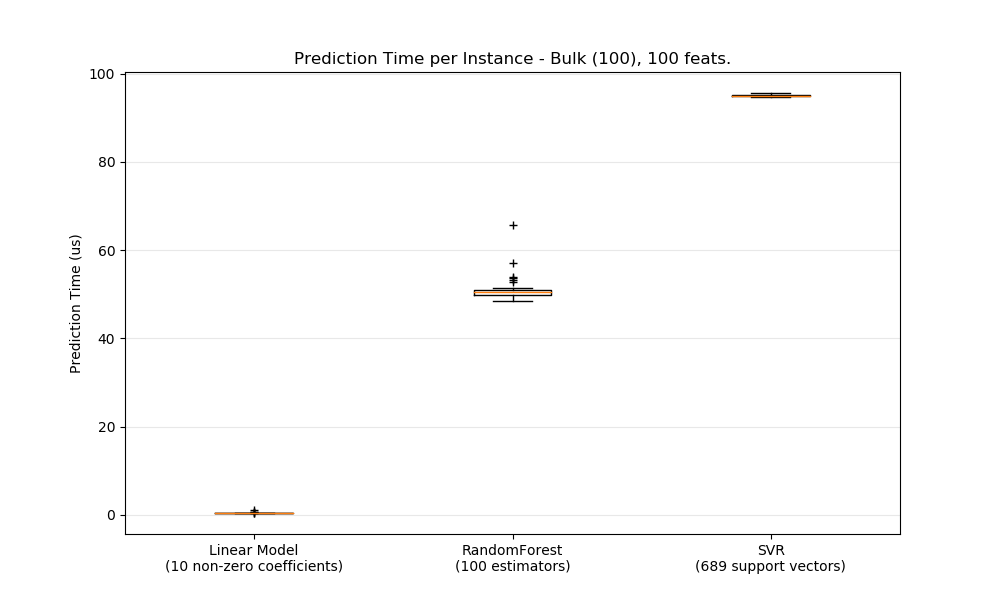 Prediction Time per Instance - Bulk (100), 100 feats.
100
80
60
40
20
0
Prediction Time (us)
Linear Model
(10 non-zero coefficients)
RandomForest
(100 estimators)
SVR
(689 support vectors)